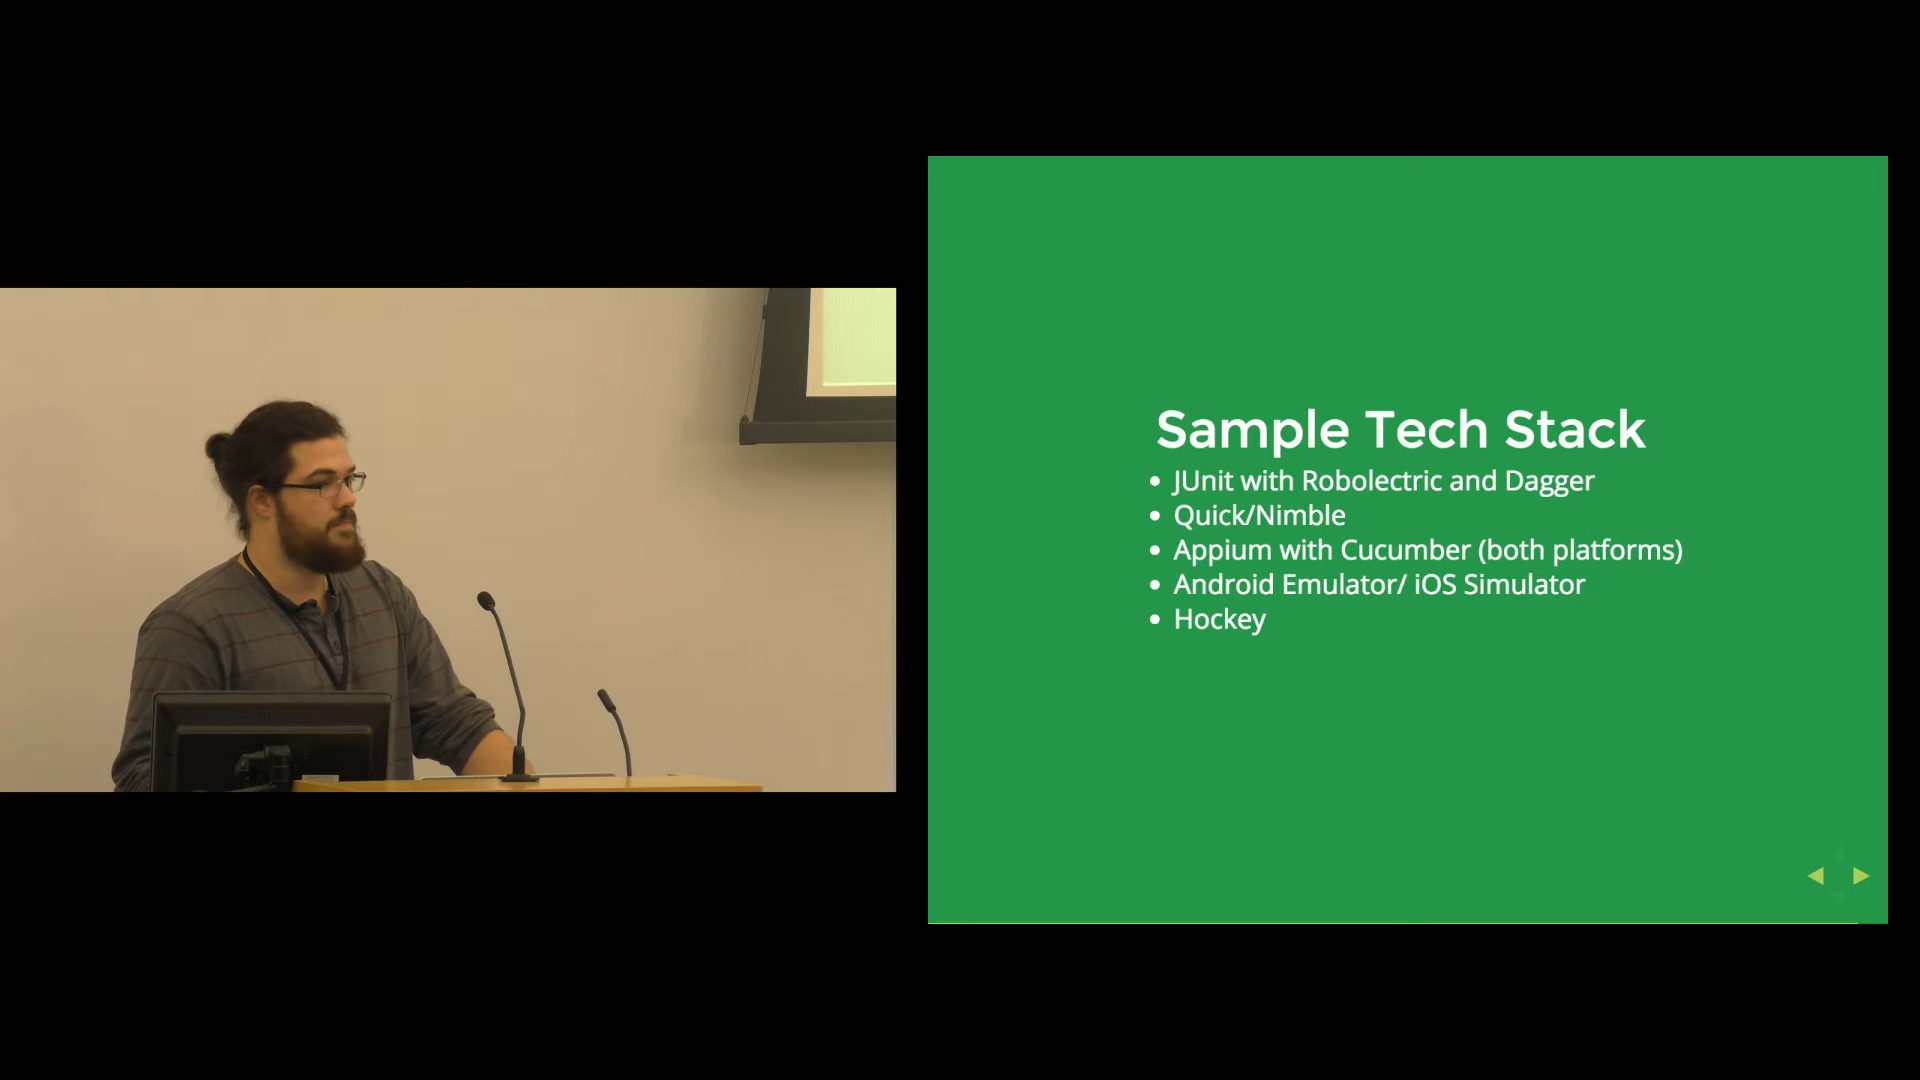 Sample Tech Stack
JUnit with Robolectric and Dagger
Quick/Nimble
Appium with Cucumber (both platforms)
Android Emulator/ iOS Simulator
Hockey